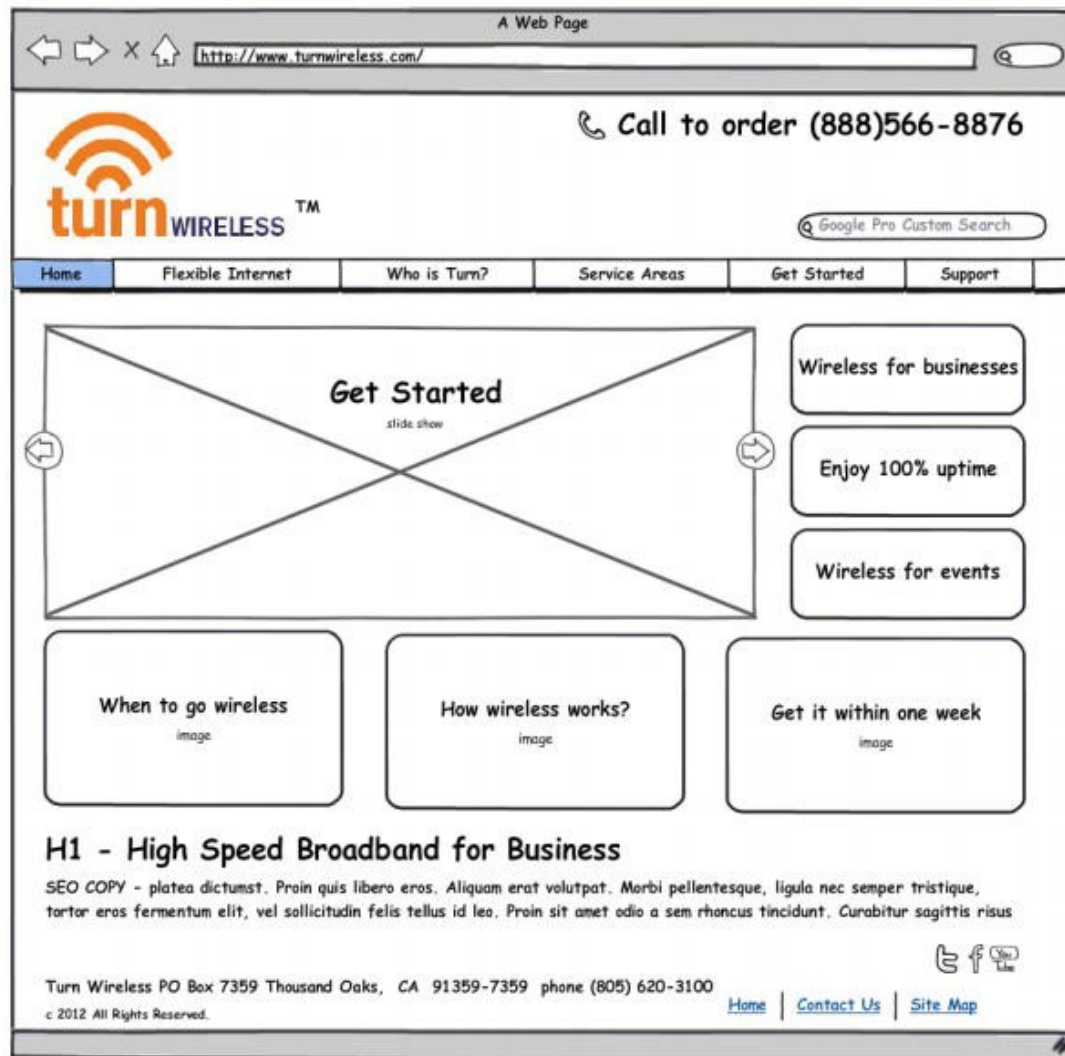 A Web Page
http://www.turnwireless.com/
Call to order (888)566-8876
turn WIRELESS TM
Google Pro Custom Search
Home Flexible Internet Who is Turn? Service Areas Get Started Support
Get Started
slide show
Wireless for businesses
Enjoy 100% uptime
Wireless for events
When to go wireless
image
How wireless works?
image
Get it within one week
image
H1 - High Speed Broadband for Business
SEO COPY - platea dictumst. Proin quis libero eros. Aliquam erat volutpat. Morbi pellentesque, ligula nec semper tristique,
tortor eros fermentum elit, vel sollicitudin felis tellus id leo. Proin sit amet odio a sem rhoncus tincidunt. Curabitur sagittis risus
You
Tube
Turn Wireless PO Box 7359 Thousand Oaks, CA 91359-7359 phone (805) 620-3100
c 2012 All Rights Reserved.
Home | Contact Us | Site Map